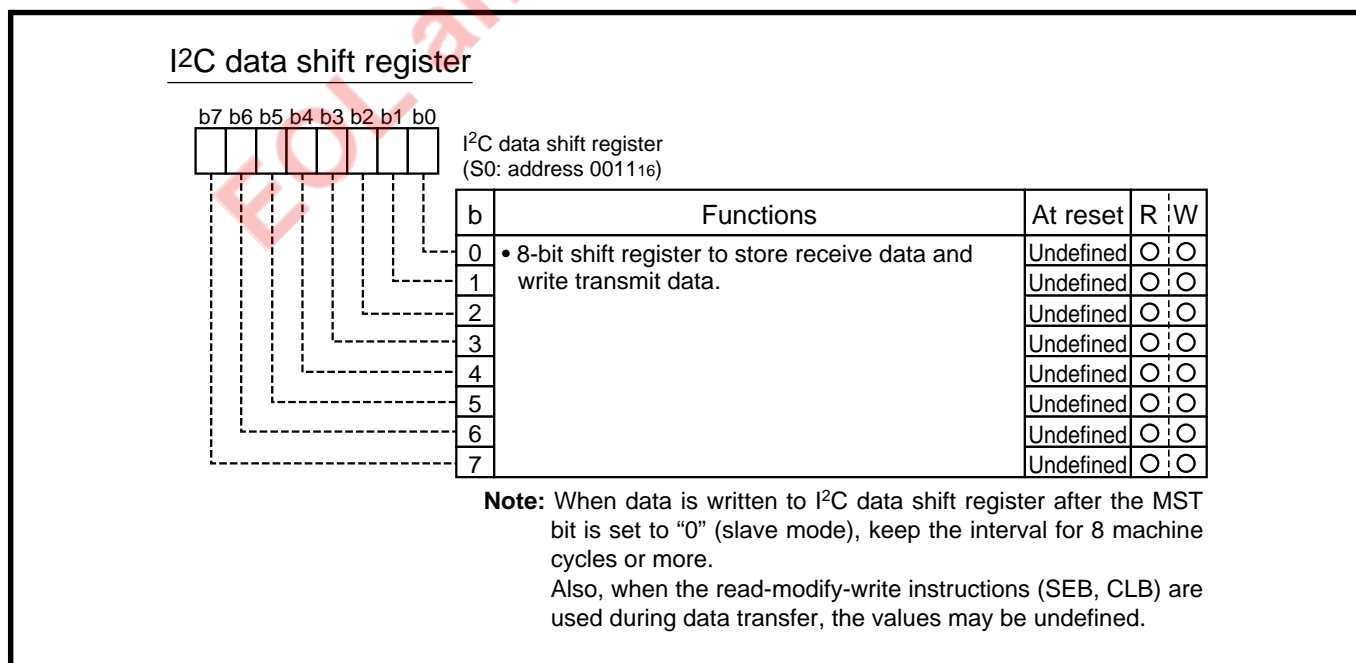 I2C data shift register
b7 b6 b5 b4 b3 b2 b1 b0
I2C data shift register
(S0: address 001116)
b Functions At reset R W
0 • 8-bit shift register to store receive data and Undefined O O
1 write transmit data. Undefined O O
2 Undefined O O
3 Undefined O O
4 Undefined O O
5 Undefined O O
6 Undefined O O
7 Undefined O O
Note: When data is written to I2C data shift register after the MST
bit is set to “0” (slave mode), keep the interval for 8 machine
cycles or more.
Also, when the read-modify-write instructions (SEB, CLB) are
used during data transfer, the values may be undefined.
EOL